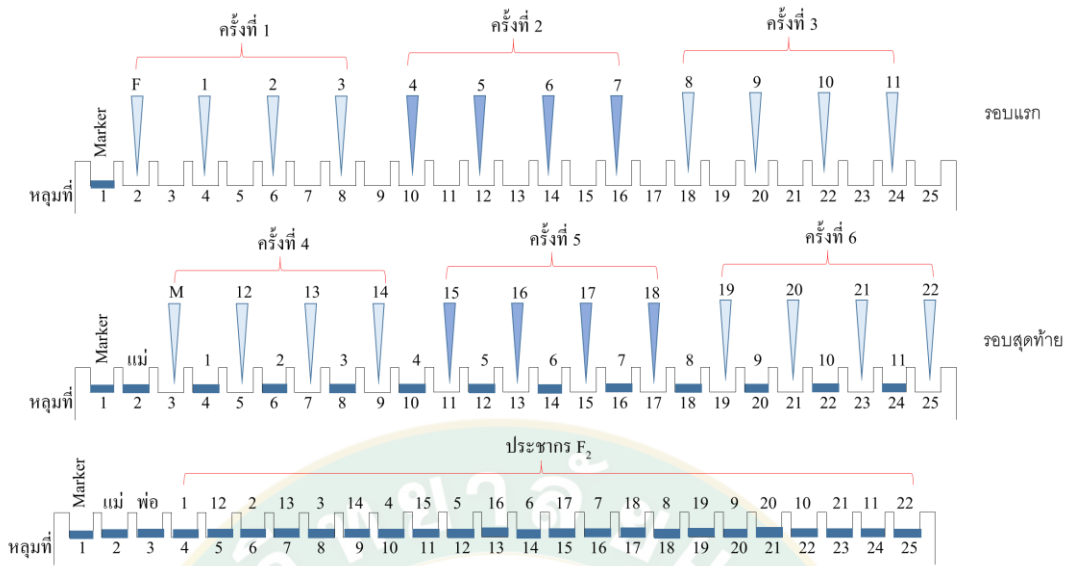 ครั้งที่ 1 ครั้งที่ 2 ครั้งที่ 3
F 1 2 3 4 5 6 7 8 9 10 11
Marker
รอบแรก
หลุมที่ 1 2 3 4 5 6 7 8 9 10 11 12 13 14 15 16 17 18 19 20 21 22 23 24 25
ครั้งที่ 4 ครั้งที่ 5 ครั้งที่ 6
M 12 13 14 15 16 17 18 19 20 21 22
Marker
รอบสุดท้าย
แม่ 1 2 3 4 5 6 7 8 9 10 11
หลุมที่ 1 2 3 4 5 6 7 8 9 10 11 12 13 14 15 16 17 18 19 20 21 22 23 24 25
ประชากร F₂
Marker
แม่ พ่อ 1 12 2 13 3 14 4 15 5 16 6 17 7 18 8 19 9 20 10 21 11 22
หลุมที่ 1 2 3 4 5 6 7 8 9 10 11 12 13 14 15 16 17 18 19 20 21 22 23 24 25